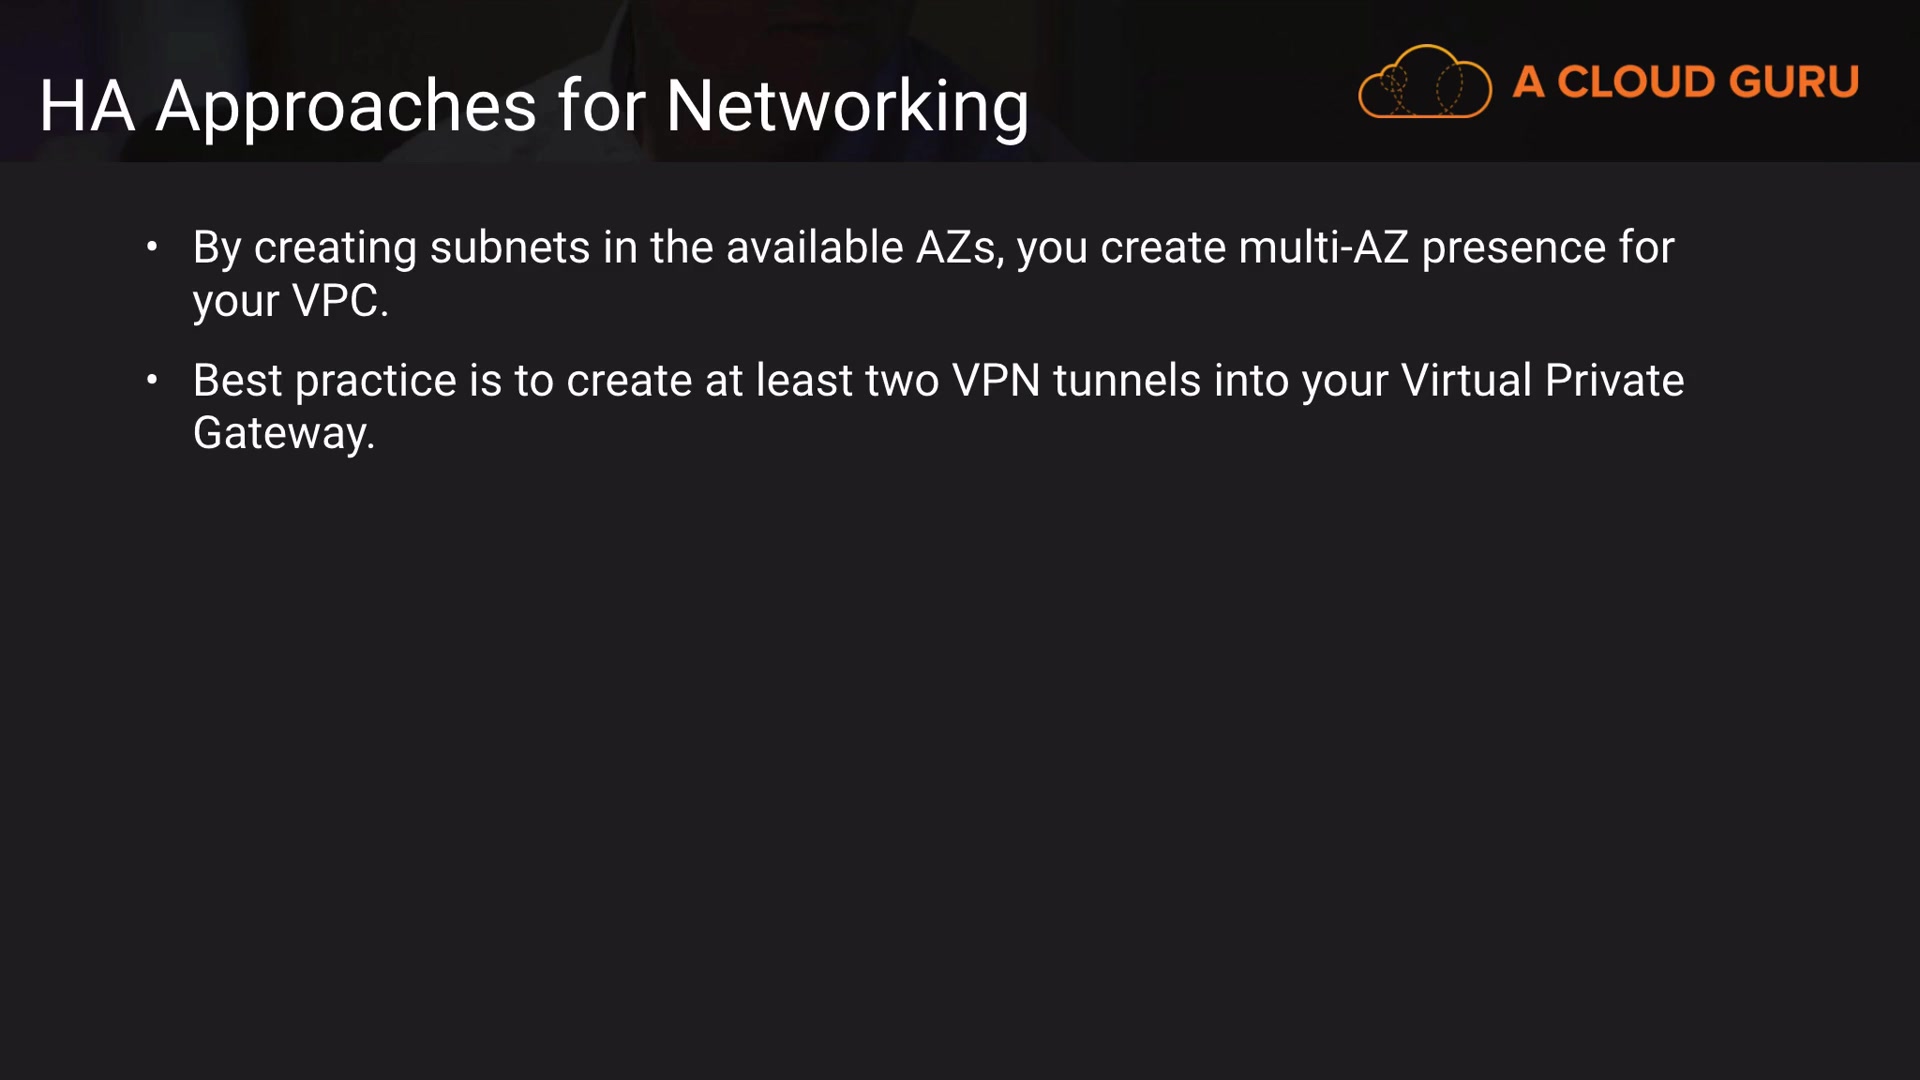 HA Approaches for Networking
A CLOUD GURU
• By creating subnets in the available AZs, you create multi-AZ presence for
your VPC.
• Best practice is to create at least two VPN tunnels into your Virtual Private
Gateway.